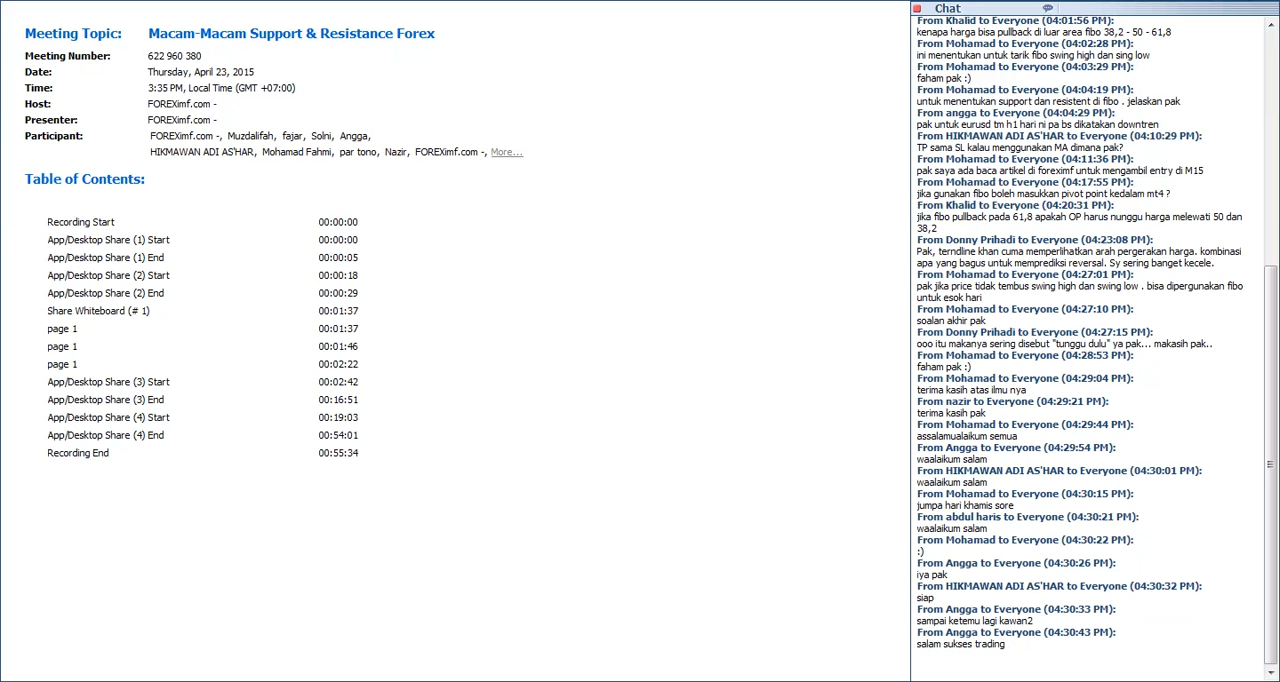 Meeting Topic: Macam-Macam Support & Resistance Forex
Meeting Number: 622 960 380
Date: Thursday, April 23, 2015
Time: 3:35 PM, Local Time (GMT +07:00)
Host: FOREXimf.com -
Presenter: FOREXimf.com -
Participant: FOREXimf.com -, Muzdalifah, fajar, Solni, Angga,
HIKMAWAN ADI AS'HAR, Mohamad Fahmi, par tono, Nazir, FOREXimf.com -, More...
Table of Contents:
Recording Start 00:00:00
App/Desktop Share (1) Start 00:00:00
App/Desktop Share (1) End 00:00:05
App/Desktop Share (2) Start 00:00:18
App/Desktop Share (2) End 00:00:29
Share Whiteboard (# 1) 00:01:37
page 1 00:01:37
page 1 00:01:46
page 1 00:02:22
App/Desktop Share (3) Start 00:02:42
App/Desktop Share (3) End 00:16:51
App/Desktop Share (4) Start 00:19:03
App/Desktop Share (4) End 00:54:01
Recording End 00:55:34
Chat
From Khalid to Everyone (04:01:56 PM):
kenapa harga bisa pullback di luar area fibo 38,2 - 50 - 61,8
From Mohamad to Everyone (04:02:28 PM):
ini menentukan untuk tarik fibo swing high dan sing low
From Mohamad to Everyone (04:03:29 PM):
faham pak :)
From Mohamad to Everyone (04:04:19 PM):
untuk menentukan support dan resistent di fibo . jelaskan pak
From angga to Everyone (04:04:29 PM):
pak untuk eurusd tm h1 hari ni pa bs dikatakan downtren
From HIKMAWAN ADI AS'HAR to Everyone (04:10:29 PM):
TP sama SL kalau menggunakan MA dimana pak?
From Mohamad to Everyone (04:11:36 PM):
pak saya ada baca artikel di foreximf untuk mengambil entry di M15
From Mohamad to Everyone (04:17:55 PM):
jika gunakan fibo boleh masukkan pivot point kedalam mt4 ?
From Khalid to Everyone (04:20:31 PM):
jika fibo pullback pada 61,8 apakah OP harus nunggu harga melewati 50 dan
38,2
From Donny Prihadi to Everyone (04:23:08 PM):
Pak, terndline khan cuma memperlihatkan arah pergerakan harga. kombinasi
apa yang bagus untuk memprediksi reversal. Sy sering banget kecele.
From Mohamad to Everyone (04:27:01 PM):
pak jika price tidak tembus swing high dan swing low . bisa dipergunakan fibo
untuk esok hari
From Mohamad to Everyone (04:27:10 PM):
soalan akhir pak
From Donny Prihadi to Everyone (04:27:15 PM):
ooo itu makanya sering disebut "tunggu dulu" ya pak... makasih pak..
From Mohamad to Everyone (04:28:53 PM):
faham pak :)
From Mohamad to Everyone (04:29:04 PM):
terima kasih atas ilmu nya
From nazir to Everyone (04:29:21 PM):
terima kasih pak
From Mohamad to Everyone (04:29:44 PM):
assalamualaikum semua
From Angga to Everyone (04:29:54 PM):
waalaikum salam
From HIKMAWAN ADI AS'HAR to Everyone (04:30:01 PM):
waalaikum salam
From Mohamad to Everyone (04:30:15 PM):
jumpa hari khamis sore
From abdul haris to Everyone (04:30:21 PM):
waalaikum salam
From Mohamad to Everyone (04:30:22 PM):
:)
From Angga to Everyone (04:30:26 PM):
iya pak
From HIKMAWAN ADI AS'HAR to Everyone (04:30:32 PM):
siap
From Angga to Everyone (04:30:33 PM):
sampai ketemu lagi kawan2
From Angga to Everyone (04:30:43 PM):
salam sukses trading